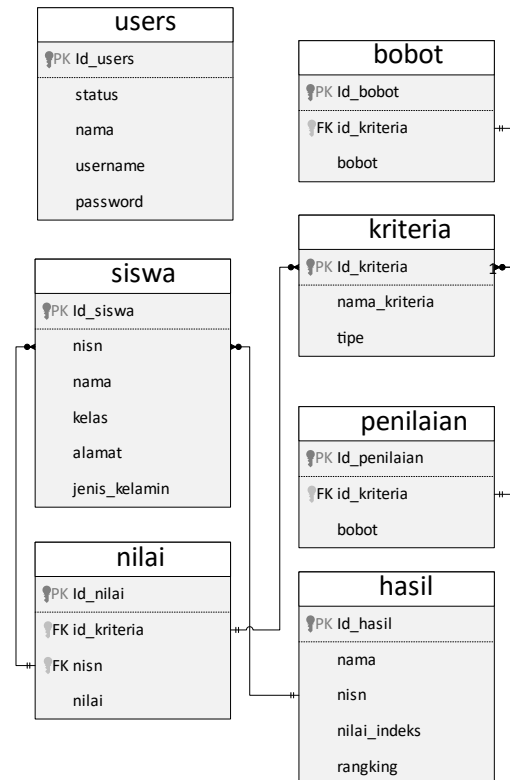 users
PK Id_users
status
nama
username
password
siswa
PK Id_siswa
nisn
nama
kelas
alamat
jenis_kelamin
nilai
PK Id_nilai
FK id_kriteria
FK nisn
nilai
bobot
PK Id_bobot
FK id_kriteria
bobot
kriteria
PK Id_kriteria
1
nama_kriteria
tipe
penilaian
PK Id_penilaian
FK id_kriteria
bobot
hasil
PK Id_hasil
nama
nisn
nilai_indeks
rangking